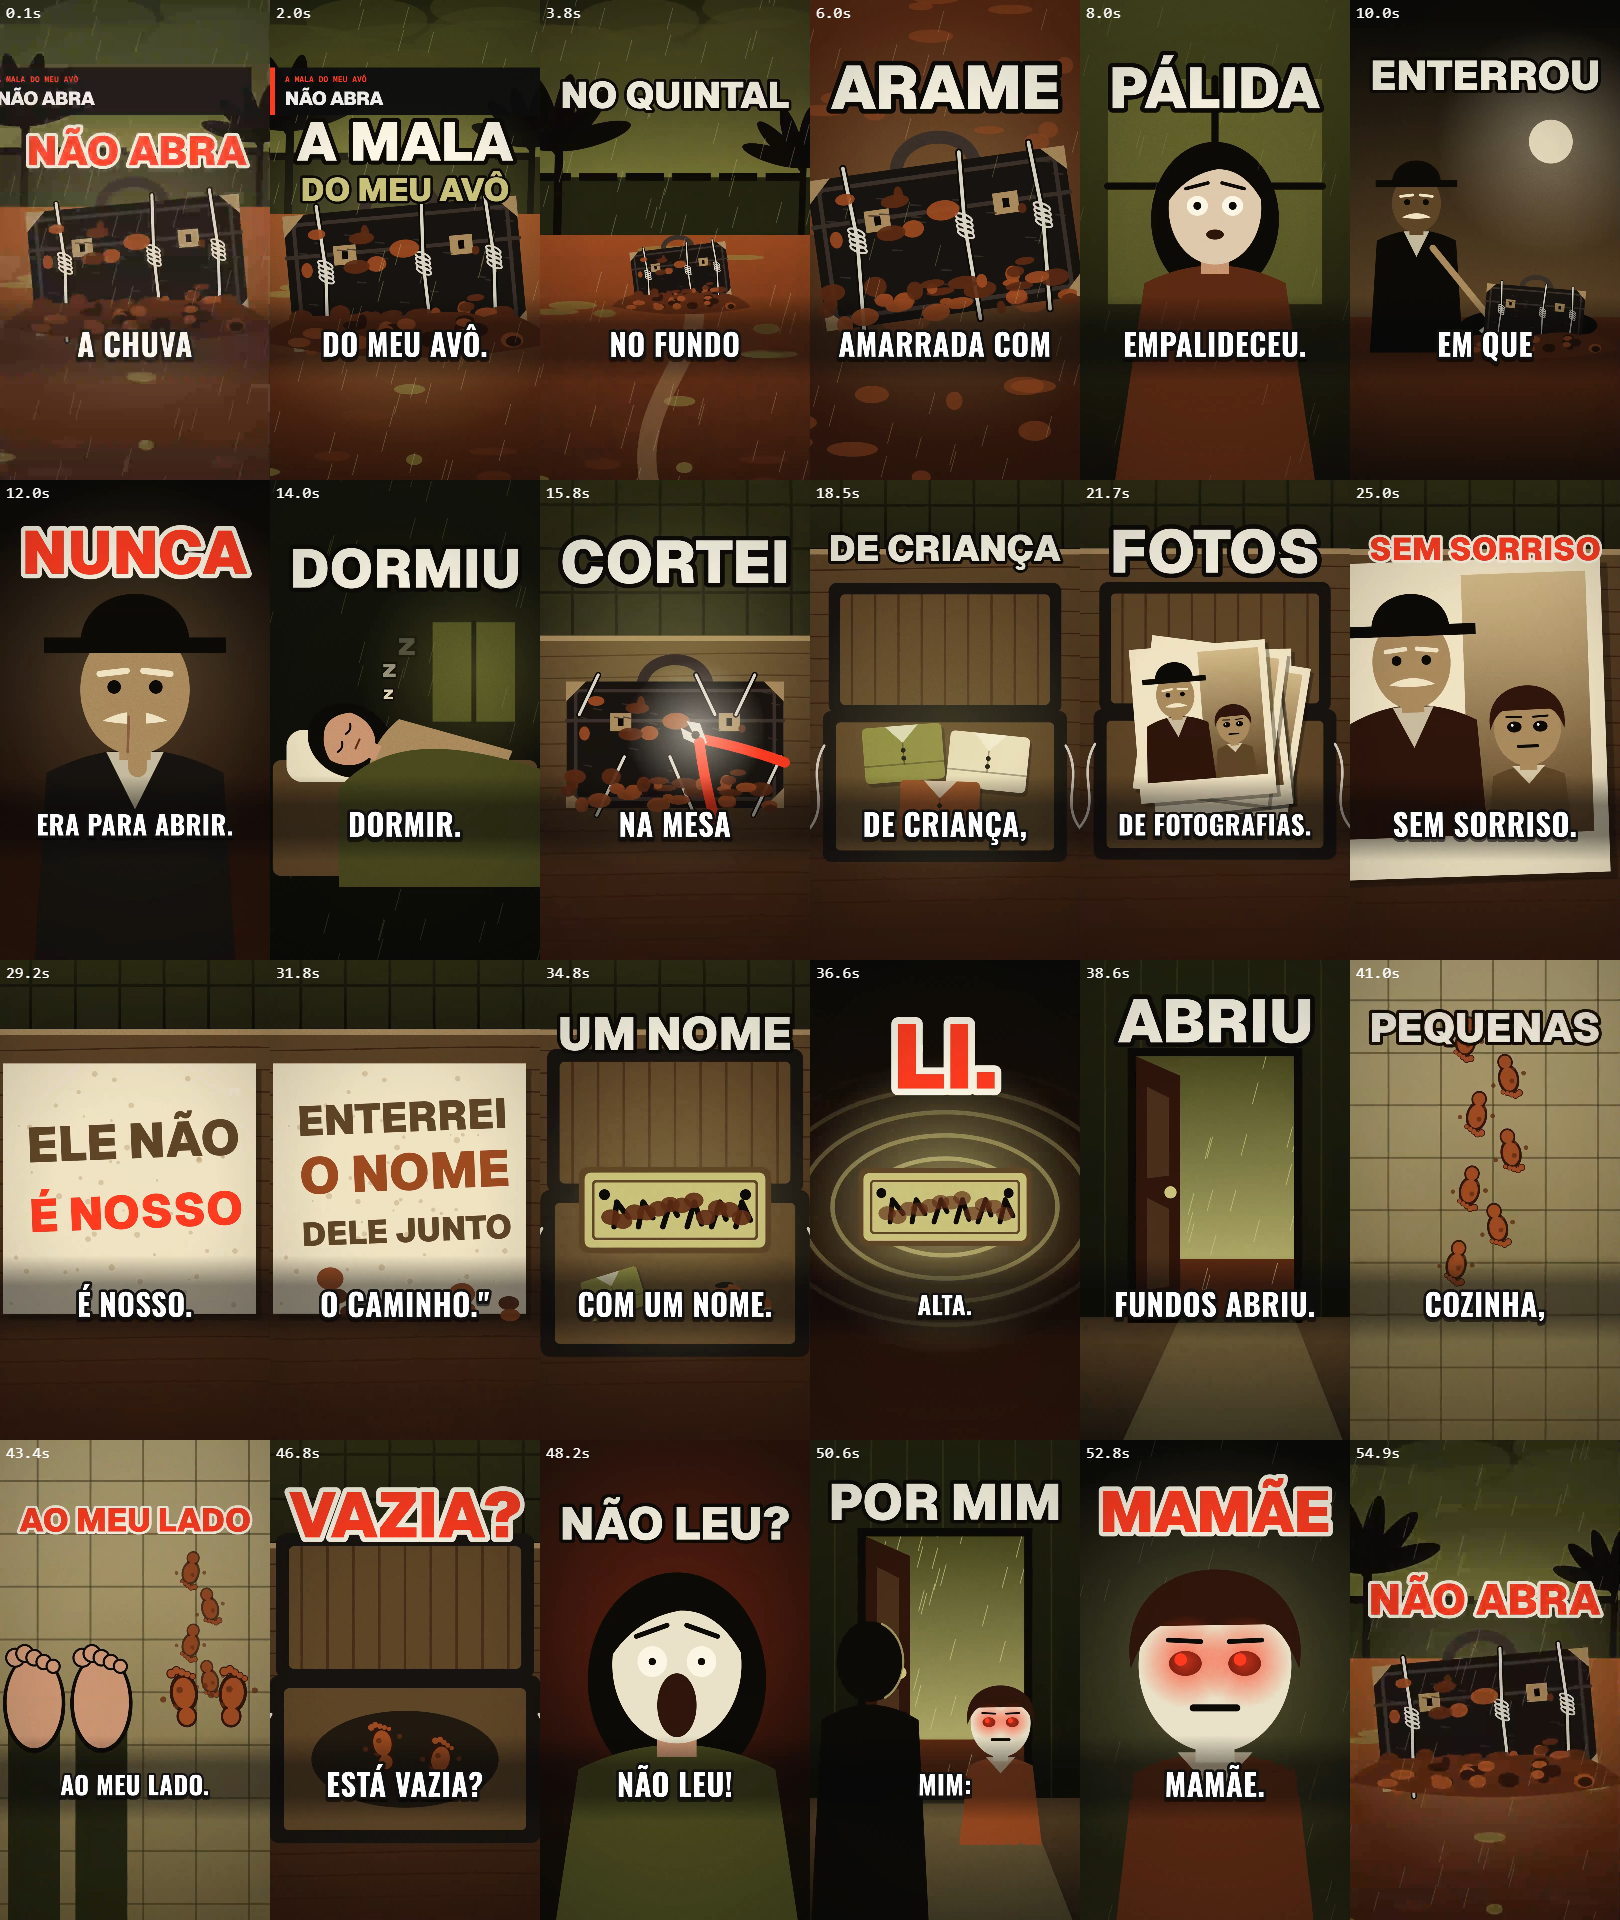 0.1s
A MALA DO MEU AVÔ
NÃO ABRA
NÃO ABRA
A CHUVA
2.0s
A MALA DO MEU AVÔ
NÃO ABRA
A MALA
DO MEU AVÔ
DO MEU AVÔ.
3.8s
NO QUINTAL
NO FUNDO
6.0s
ARAME
AMARRADA COM
8.0s
PÁLIDA
EMPALIDECEU.
10.0s
ENTERROU
EM QUE
12.0s
NUNCA
ERA PARA ABRIR.
14.0s
DORMIU
Z
Z
Z
DORMIR.
15.8s
CORTEI
NA MESA
18.5s
DE CRIANÇA
DE CRIANÇA,
21.7s
FOTOS
DE FOTOGRAFIAS.
25.0s
SEM SORRISO
SEM SORRISO.
29.2s
ELE NÃO
É NOSSO
É NOSSO.
31.8s
ENTERREI
O NOME
DELE JUNTO
O CAMINHO."
34.8s
UM NOME
COM UM NOME.
36.6s
LI.
ALTA.
38.6s
ABRIU
FUNDOS ABRIU.
41.0s
PEQUENAS
COZINHA,
43.4s
AO MEU LADO
AO MEU LADO.
46.8s
VAZIA?
ESTÁ VAZIA?
48.2s
NÃO LEU?
NÃO LEU!
50.6s
POR MIM
MIM:
52.8s
MAMÃE
MAMÃE.
54.9s
NÃO ABRA